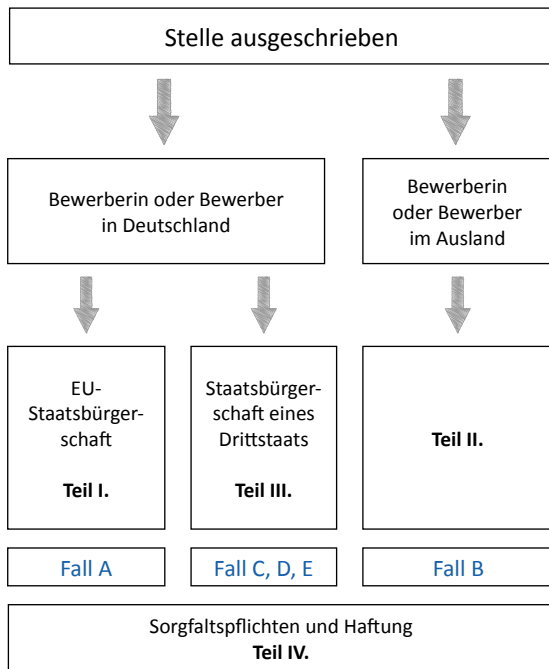 Stelle ausgeschrieben
Bewerberin oder Bewerber
in Deutschland
Bewerberin
oder Bewerber
im Ausland
EU-
Staatsbürger-
schaft
Teil I.
Staatsbürger-
schaft eines
Drittstaats
Teil III.
Teil II.
Fall A
Fall C, D, E
Fall B
Sorgfaltspflichten und Haftung
Teil IV.